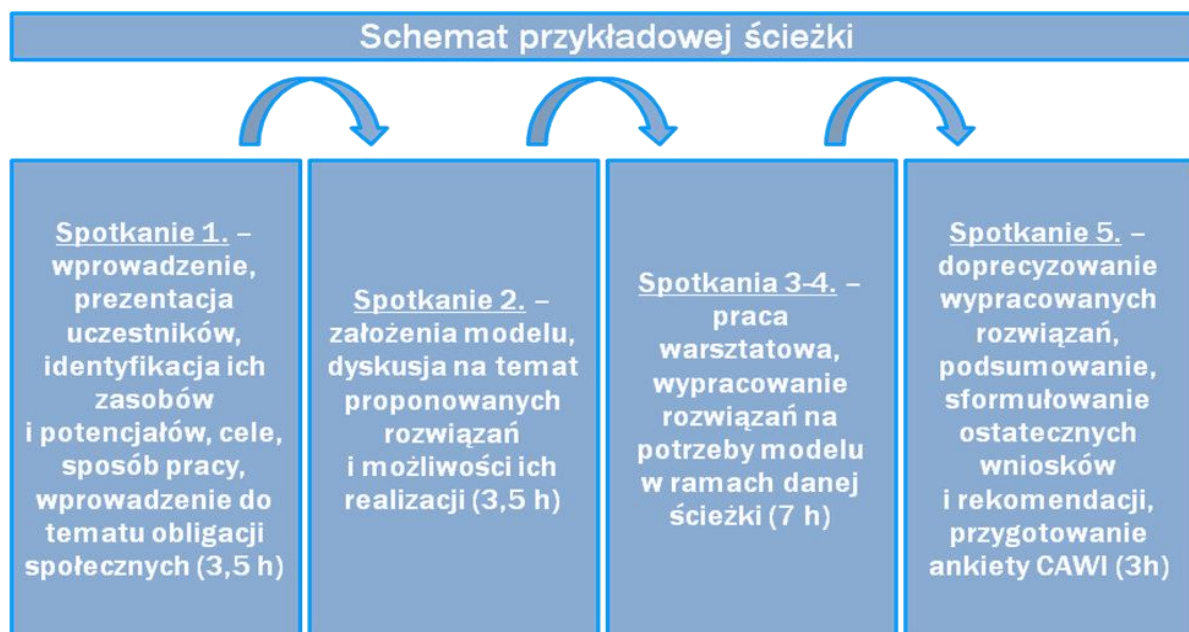 Schemat przykładowej ścieżki
Spotkanie 1. –
wprowadzenie,
prezentacja
uczestników,
identyfikacja ich
zasobów
i potencjałów, cele,
sposób pracy,
wprowadzenie do
tematu obligacji
społecznych (3,5 h)
Spotkanie 2. –
założenia modelu,
dyskusja na temat
proponowanych
rozwiązań
i możliwości ich
realizacji (3,5 h)
Spotkania 3-4. –
praca
warsztatowa,
wypracowanie
rozwiązań na
potrzeby modelu
w ramach danej
ścieżki (7 h)
Spotkanie 5. –
doprecyzowanie
wypracowanych
rozwiązań,
podsumowanie,
sformułowanie
ostatecznych
wniosków
i rekomendacji,
przygotowanie
ankiety CAWI (3h)